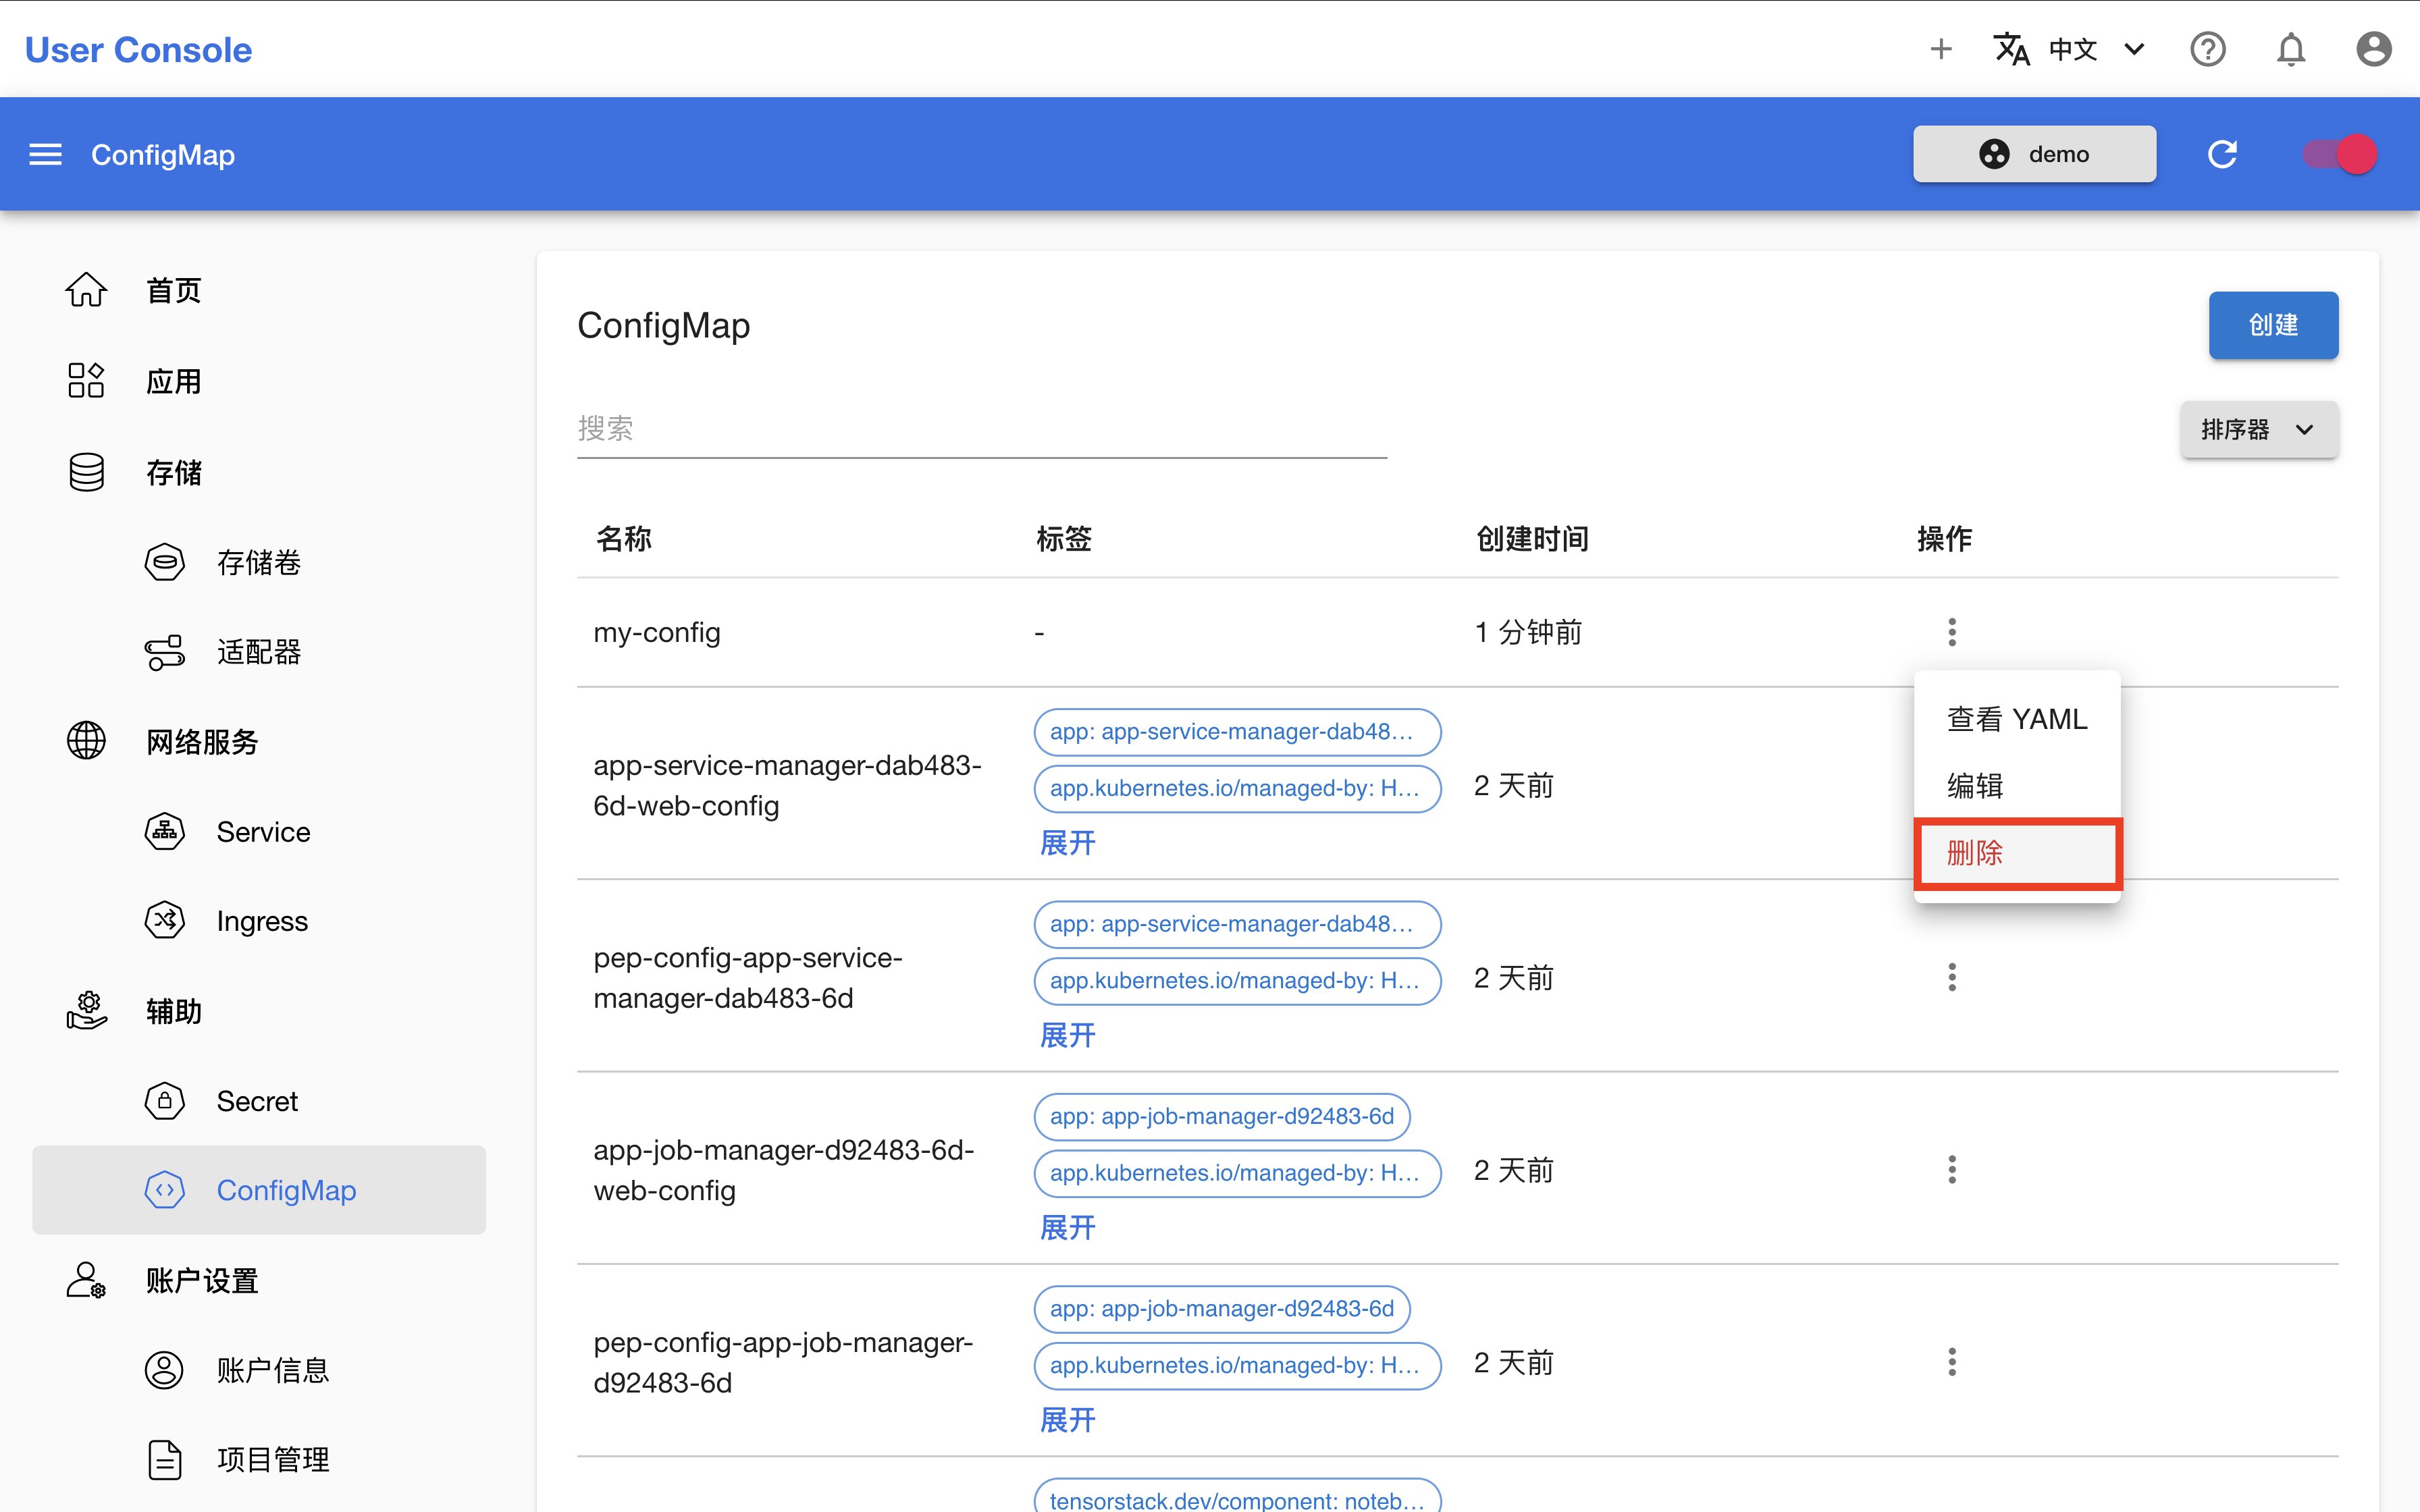 User Console
中文
ConfigMap
demo
首页
应用
存储
存储卷
适配器
网络服务
Service
Ingress
辅助
Secret
ConfigMap
账户设置
账户信息
项目管理
ConfigMap
创建
搜索
排序器
名称 标签 创建时间 操作
my-config - 1 分钟前
查看 YAML
编辑
删除
app-service-manager-dab483-
6d-web-config
app: app-service-manager-dab48…
app.kubernetes.io/managed-by: H…
展开
2 天前
pep-config-app-service-
manager-dab483-6d
app: app-service-manager-dab48…
app.kubernetes.io/managed-by: H…
展开
2 天前
app-job-manager-d92483-6d-
web-config
app: app-job-manager-d92483-6d
app.kubernetes.io/managed-by: H…
展开
2 天前
pep-config-app-job-manager-
d92483-6d
app: app-job-manager-d92483-6d
app.kubernetes.io/managed-by: H…
展开
2 天前
tensorstack.dev/component: noteb…